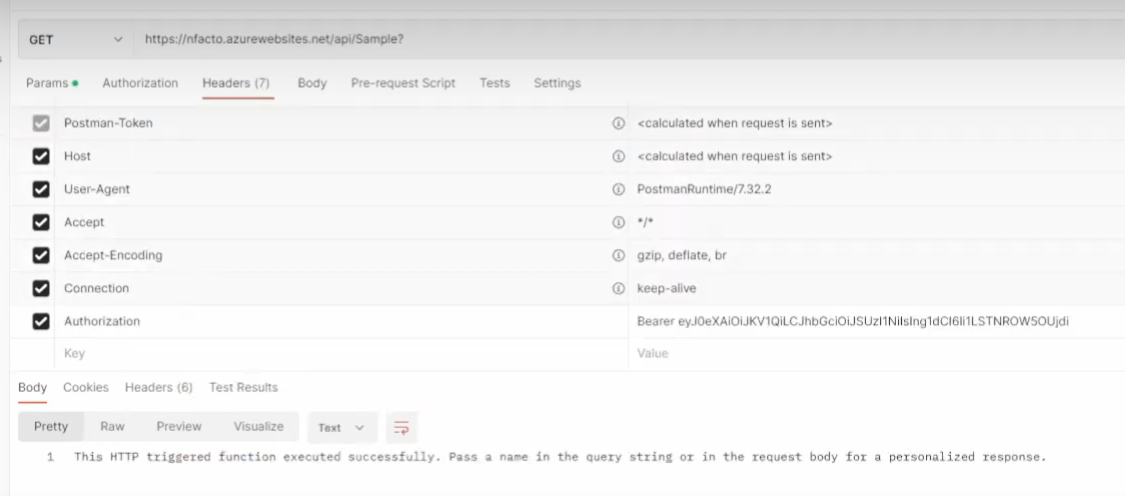 GET https://nfacto.azurewebsites.net/api/Sample?
Params Authorization Headers (7) Body Pre-request Script Tests Settings
Postman-Token <calculated when request is sent>
Host <calculated when request is sent>
User-Agent PostmanRuntime/7.32.2
Accept */*
Accept-Encoding gzip, deflate, br
Connection keep-alive
Authorization Bearer eyJ0eXAiOiJKV1QiLCJhbGciOiJSUzI1NiIsIng1dCI6Ii1LSTNROW5OUjdi
Key Value
Body Cookies Headers (6) Test Results
Pretty Raw Preview Visualize Text
1 This HTTP triggered function executed successfully. Pass a name in the query string or in the request body for a personalized response.